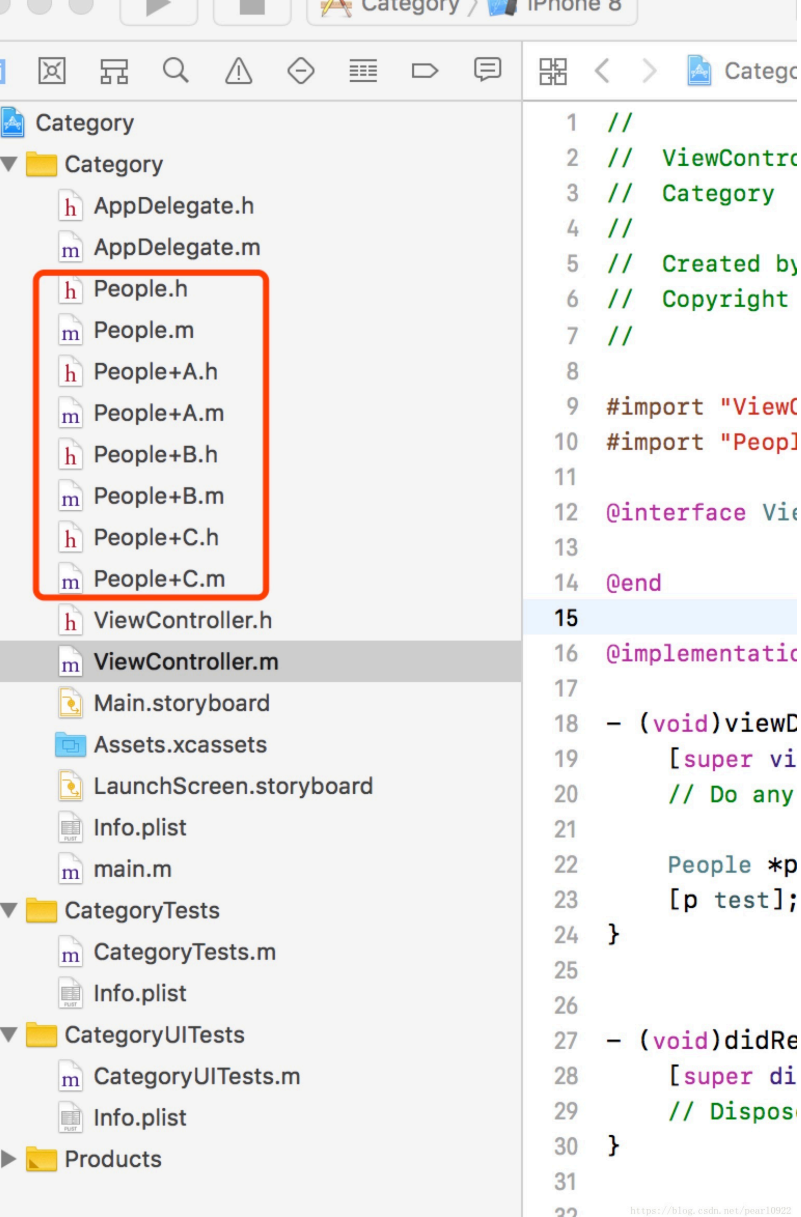 Category
iPhone 8
Category
Category
AppDelegate.h
AppDelegate.m
People.h
People.m
People+A.h
People+A.m
People+B.h
People+B.m
People+C.h
People+C.m
ViewController.h
ViewController.m
Main.storyboard
Assets.xcassets
LaunchScreen.storyboard
Info.plist
main.m
CategoryTests
CategoryTests.m
Info.plist
CategoryUITests
CategoryUITests.m
Info.plist
Products
Catego
1 //
2 // ViewContro
3 // Category
4 //
5 // Created by
6 // Copyright
7 //
8
9 #import "ViewC
10 #import "Peopl
11
12 @interface Vie
13
14 @end
15
16 @implementatio
17
18 - (void)viewD
19 [super vi
20 // Do any
21
22 People *p
23 [p test];
24 }
25
26
27 - (void)didRe
28 [super di
29 // Dispose
30 }
31
32
https://blog.csdn.net/pearl0922